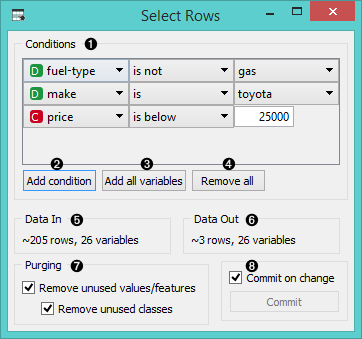 Select Rows
Conditions ❶
D fuel-type is not gas
D make is toyota
C price is below 25000
❷ ❸ ❹
Add condition Add all variables Remove all
Data In ❺ Data Out ❻
~205 rows, 26 variables ~3 rows, 26 variables
Purging ❼ ❽
Remove unused values/features Commit on change
Remove unused classes Commit